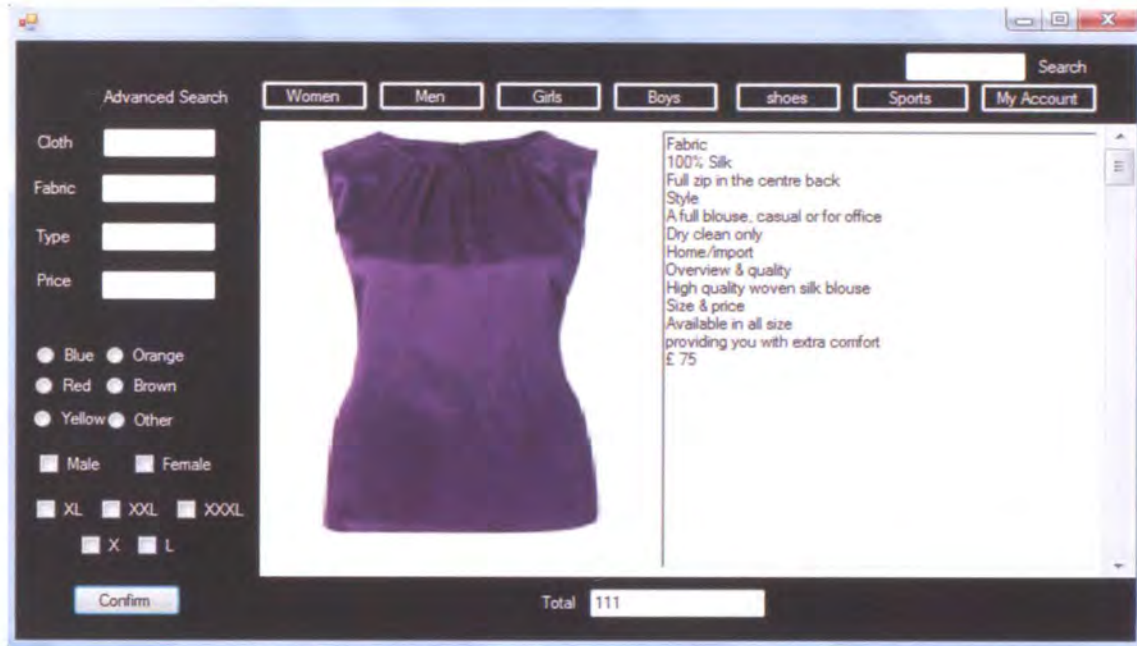 Search
Advanced Search
Women Men Girls Boys shoes Sports My Account
Cloth
Fabric
Type
Price
Blue Orange
Red Brown
Yellow Other
Male Female
XL XXL XXXL
X L
Confirm
Fabric
100% Silk
Full zip in the centre back
Style
A full blouse, casual or for office
Dry clean only
Home/import
Overview & quality
High quality woven silk blouse
Size & price
Available in all size
providing you with extra comfort
£ 75
Total 111